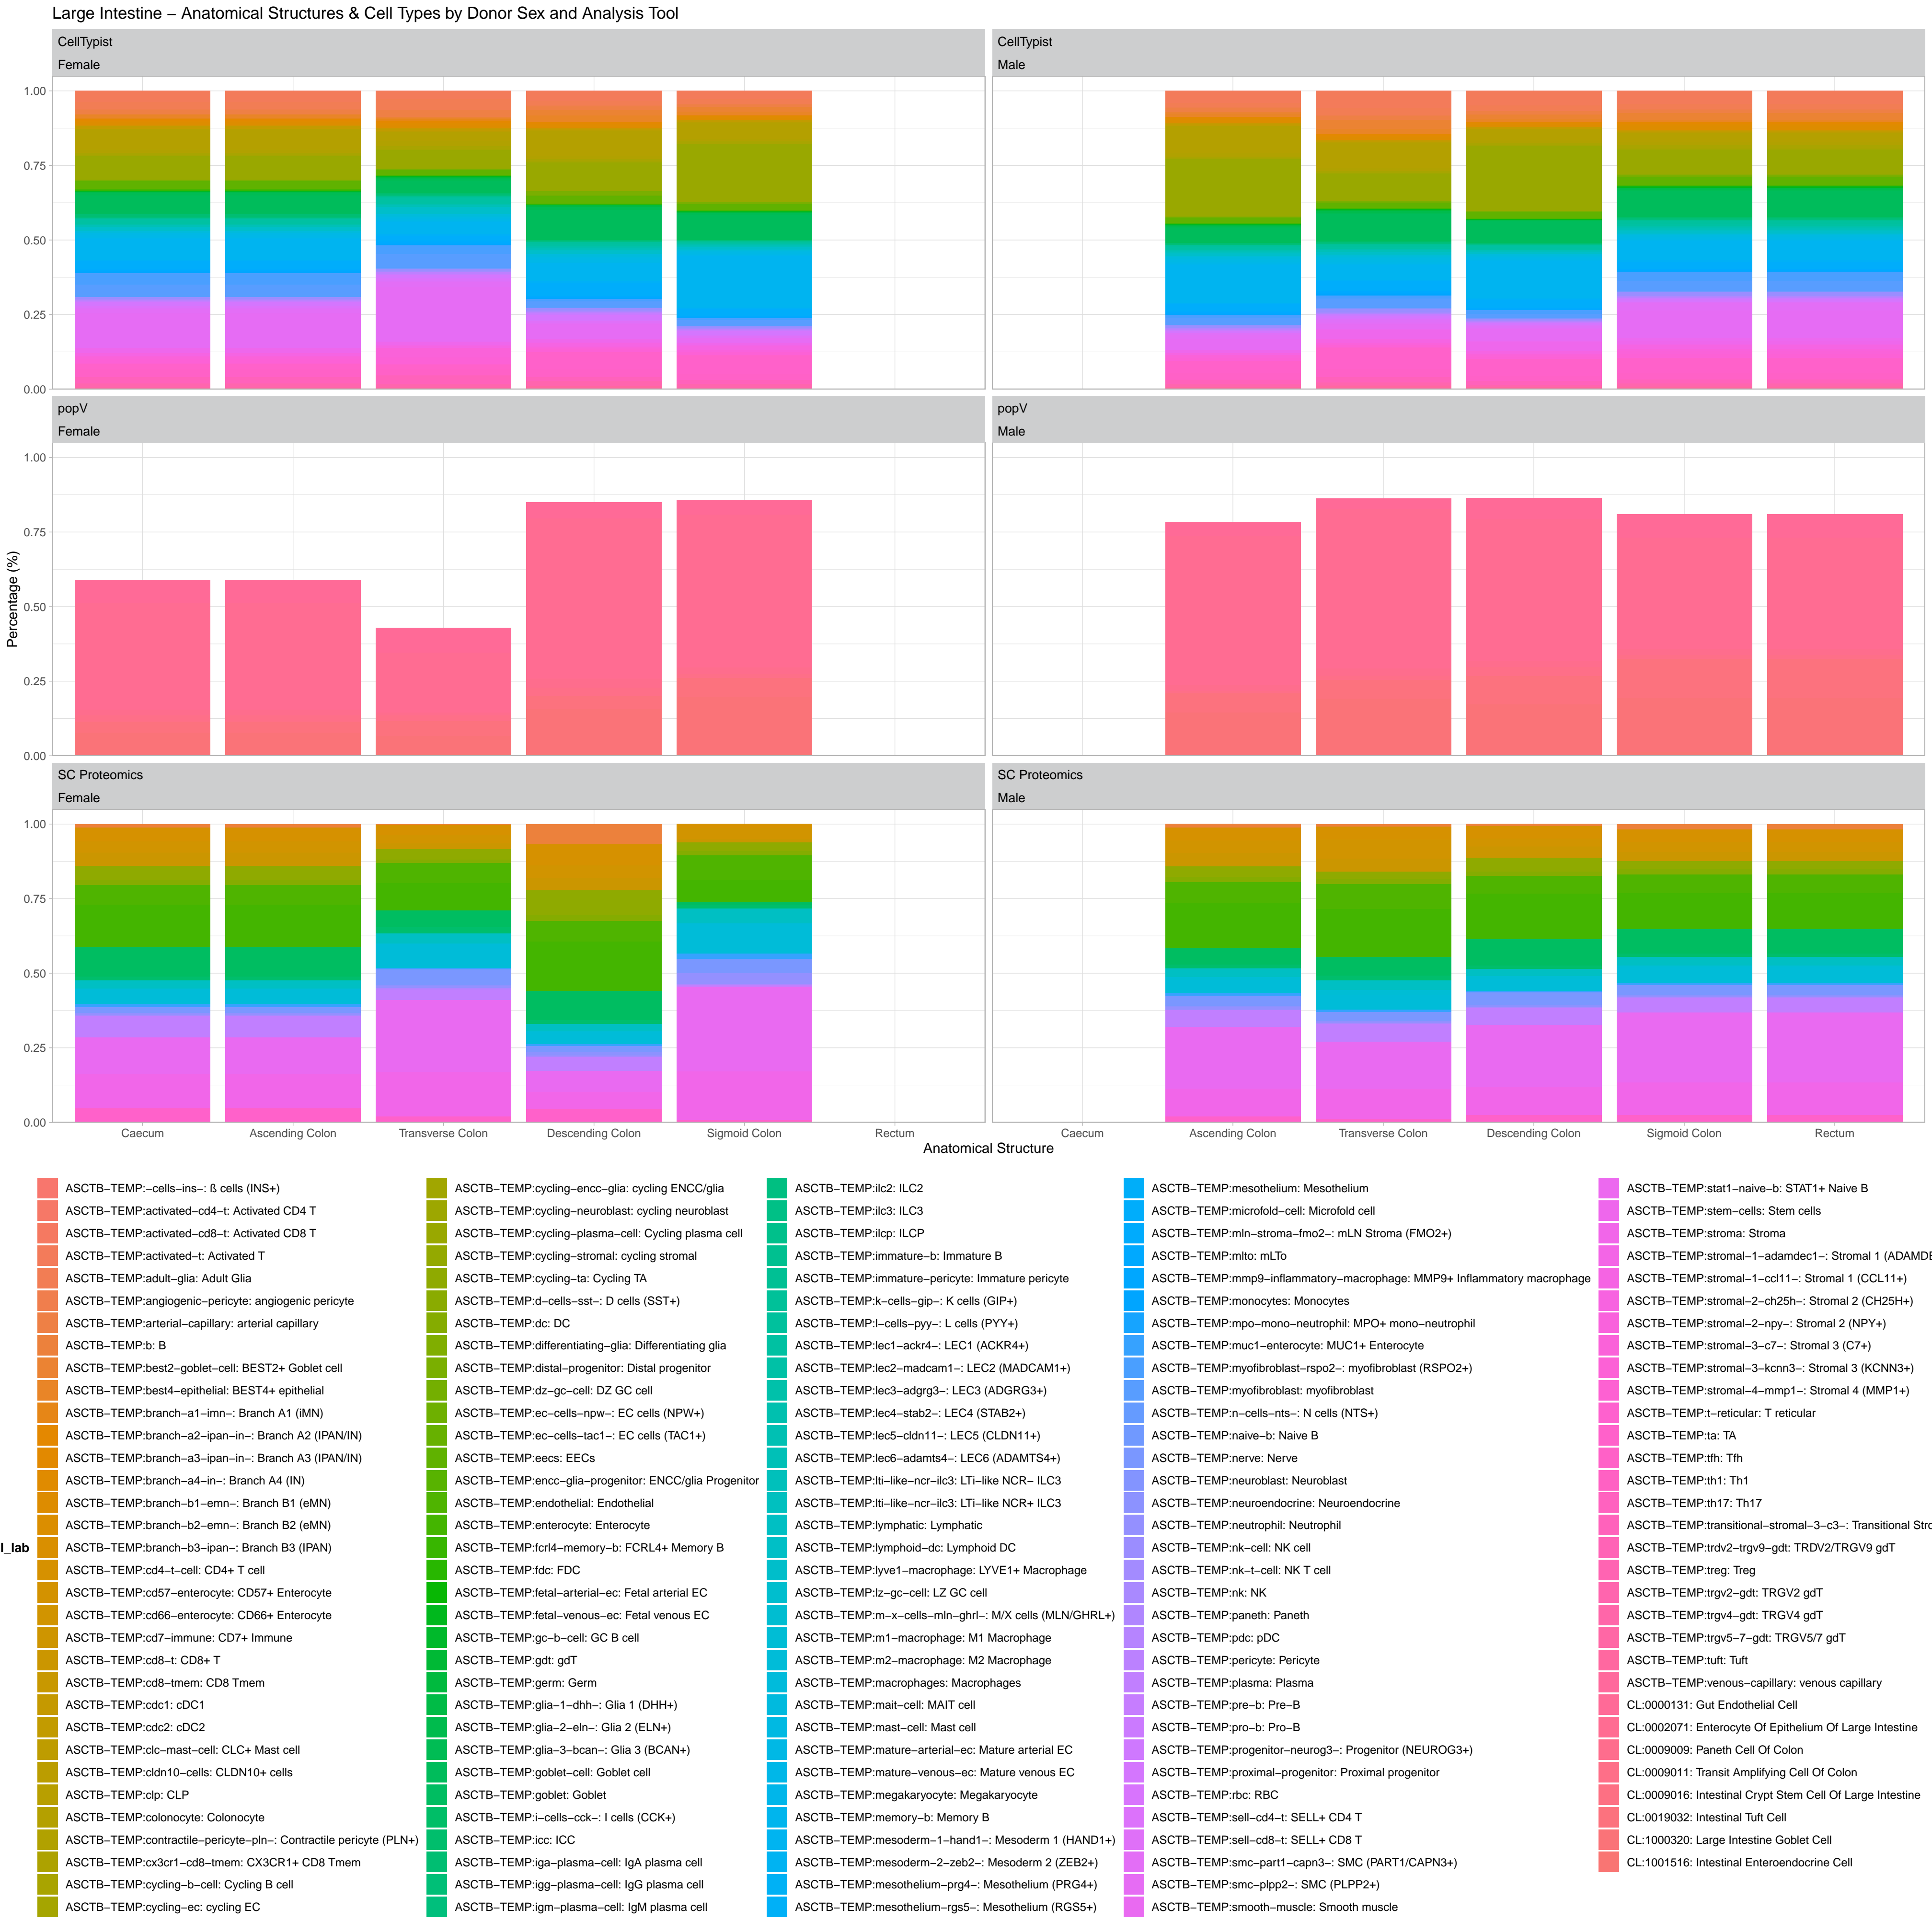 Large Intestine − Anatomical Structures & Cell Types by Donor Sex and Analysis Tool
CellTypist
Female
CellTypist
Male
1.00
0.75
0.50
0.25
0.00
popV
Female
popV
Male
1.00
0.75
0.50
0.25
0.00
Percentage (%)
SC Proteomics
Female
SC Proteomics
Male
1.00
0.75
0.50
0.25
0.00
Caecum
Ascending Colon
Transverse Colon
Descending Colon
Sigmoid Colon
Rectum
Caecum
Ascending Colon
Transverse Colon
Descending Colon
Sigmoid Colon
Rectum
Anatomical Structure
l_lab
ASCTB−TEMP:−cells−ins−: ß cells (INS+)
ASCTB−TEMP:activated−cd4−t: Activated CD4 T
ASCTB−TEMP:activated−cd8−t: Activated CD8 T
ASCTB−TEMP:activated−t: Activated T
ASCTB−TEMP:adult−glia: Adult Glia
ASCTB−TEMP:angiogenic−pericyte: angiogenic pericyte
ASCTB−TEMP:arterial−capillary: arterial capillary
ASCTB−TEMP:b: B
ASCTB−TEMP:best2−goblet−cell: BEST2+ Goblet cell
ASCTB−TEMP:best4−epithelial: BEST4+ epithelial
ASCTB−TEMP:branch−a1−imn−: Branch A1 (iMN)
ASCTB−TEMP:branch−a2−ipan−in−: Branch A2 (IPAN/IN)
ASCTB−TEMP:branch−a3−ipan−in−: Branch A3 (IPAN/IN)
ASCTB−TEMP:branch−a4−in−: Branch A4 (IN)
ASCTB−TEMP:branch−b1−emn−: Branch B1 (eMN)
ASCTB−TEMP:branch−b2−emn−: Branch B2 (eMN)
ASCTB−TEMP:branch−b3−ipan−: Branch B3 (IPAN)
ASCTB−TEMP:cd4−t−cell: CD4+ T cell
ASCTB−TEMP:cd57−enterocyte: CD57+ Enterocyte
ASCTB−TEMP:cd66−enterocyte: CD66+ Enterocyte
ASCTB−TEMP:cd7−immune: CD7+ Immune
ASCTB−TEMP:cd8−t: CD8+ T
ASCTB−TEMP:cd8−tmem: CD8 Tmem
ASCTB−TEMP:cdc1: cDC1
ASCTB−TEMP:cdc2: cDC2
ASCTB−TEMP:clc−mast−cell: CLC+ Mast cell
ASCTB−TEMP:cldn10−cells: CLDN10+ cells
ASCTB−TEMP:clp: CLP
ASCTB−TEMP:colonocyte: Colonocyte
ASCTB−TEMP:contractile−pericyte−pln−: Contractile pericyte (PLN+)
ASCTB−TEMP:cx3cr1−cd8−tmem: CX3CR1+ CD8 Tmem
ASCTB−TEMP:cycling−b−cell: Cycling B cell
ASCTB−TEMP:cycling−ec: cycling EC
ASCTB−TEMP:cycling−encc−glia: cycling ENCC/glia
ASCTB−TEMP:cycling−neuroblast: cycling neuroblast
ASCTB−TEMP:cycling−plasma−cell: Cycling plasma cell
ASCTB−TEMP:cycling−stromal: cycling stromal
ASCTB−TEMP:cycling−ta: Cycling TA
ASCTB−TEMP:d−cells−sst−: D cells (SST+)
ASCTB−TEMP:dc: DC
ASCTB−TEMP:differentiating−glia: Differentiating glia
ASCTB−TEMP:distal−progenitor: Distal progenitor
ASCTB−TEMP:dz−gc−cell: DZ GC cell
ASCTB−TEMP:ec−cells−npw−: EC cells (NPW+)
ASCTB−TEMP:ec−cells−tac1−: EC cells (TAC1+)
ASCTB−TEMP:eecs: EECs
ASCTB−TEMP:encc−glia−progenitor: ENCC/glia Progenitor
ASCTB−TEMP:endothelial: Endothelial
ASCTB−TEMP:enterocyte: Enterocyte
ASCTB−TEMP:fcrl4−memory−b: FCRL4+ Memory B
ASCTB−TEMP:fdc: FDC
ASCTB−TEMP:fetal−arterial−ec: Fetal arterial EC
ASCTB−TEMP:fetal−venous−ec: Fetal venous EC
ASCTB−TEMP:gc−b−cell: GC B cell
ASCTB−TEMP:gdt: gdT
ASCTB−TEMP:germ: Germ
ASCTB−TEMP:glia−1−dhh−: Glia 1 (DHH+)
ASCTB−TEMP:glia−2−eln−: Glia 2 (ELN+)
ASCTB−TEMP:glia−3−bcan−: Glia 3 (BCAN+)
ASCTB−TEMP:goblet−cell: Goblet cell
ASCTB−TEMP:goblet: Goblet
ASCTB−TEMP:i−cells−cck−: I cells (CCK+)
ASCTB−TEMP:icc: ICC
ASCTB−TEMP:iga−plasma−cell: IgA plasma cell
ASCTB−TEMP:igg−plasma−cell: IgG plasma cell
ASCTB−TEMP:igm−plasma−cell: IgM plasma cell
ASCTB−TEMP:ilc2: ILC2
ASCTB−TEMP:ilc3: ILC3
ASCTB−TEMP:ilcp: ILCP
ASCTB−TEMP:immature−b: Immature B
ASCTB−TEMP:immature−pericyte: Immature pericyte
ASCTB−TEMP:k−cells−gip−: K cells (GIP+)
ASCTB−TEMP:l−cells−pyy−: L cells (PYY+)
ASCTB−TEMP:lec1−ackr4−: LEC1 (ACKR4+)
ASCTB−TEMP:lec2−madcam1−: LEC2 (MADCAM1+)
ASCTB−TEMP:lec3−adgrg3−: LEC3 (ADGRG3+)
ASCTB−TEMP:lec4−stab2−: LEC4 (STAB2+)
ASCTB−TEMP:lec5−cldn11−: LEC5 (CLDN11+)
ASCTB−TEMP:lec6−adamts4−: LEC6 (ADAMTS4+)
ASCTB−TEMP:lti−like−ncr−ilc3: LTi−like NCR− ILC3
ASCTB−TEMP:lti−like−ncr−ilc3: LTi−like NCR+ ILC3
ASCTB−TEMP:lymphatic: Lymphatic
ASCTB−TEMP:lymphoid−dc: Lymphoid DC
ASCTB−TEMP:lyve1−macrophage: LYVE1+ Macrophage
ASCTB−TEMP:lz−gc−cell: LZ GC cell
ASCTB−TEMP:m−x−cells−mln−ghrl−: M/X cells (MLN/GHRL+)
ASCTB−TEMP:m1−macrophage: M1 Macrophage
ASCTB−TEMP:m2−macrophage: M2 Macrophage
ASCTB−TEMP:macrophages: Macrophages
ASCTB−TEMP:mait−cell: MAIT cell
ASCTB−TEMP:mast−cell: Mast cell
ASCTB−TEMP:mature−arterial−ec: Mature arterial EC
ASCTB−TEMP:mature−venous−ec: Mature venous EC
ASCTB−TEMP:megakaryocyte: Megakaryocyte
ASCTB−TEMP:memory−b: Memory B
ASCTB−TEMP:mesoderm−1−hand1−: Mesoderm 1 (HAND1+)
ASCTB−TEMP:mesoderm−2−zeb2−: Mesoderm 2 (ZEB2+)
ASCTB−TEMP:mesothelium−prg4−: Mesothelium (PRG4+)
ASCTB−TEMP:mesothelium−rgs5−: Mesothelium (RGS5+)
ASCTB−TEMP:mesothelium: Mesothelium
ASCTB−TEMP:microfold−cell: Microfold cell
ASCTB−TEMP:mln−stroma−fmo2−: mLN Stroma (FMO2+)
ASCTB−TEMP:mlto: mLTo
ASCTB−TEMP:mmp9−inflammatory−macrophage: MMP9+ Inflammatory macrophage
ASCTB−TEMP:monocytes: Monocytes
ASCTB−TEMP:mpo−mono−neutrophil: MPO+ mono−neutrophil
ASCTB−TEMP:muc1−enterocyte: MUC1+ Enterocyte
ASCTB−TEMP:myofibroblast−rspo2−: myofibroblast (RSPO2+)
ASCTB−TEMP:myofibroblast: myofibroblast
ASCTB−TEMP:n−cells−nts−: N cells (NTS+)
ASCTB−TEMP:naive−b: Naive B
ASCTB−TEMP:nerve: Nerve
ASCTB−TEMP:neuroblast: Neuroblast
ASCTB−TEMP:neuroendocrine: Neuroendocrine
ASCTB−TEMP:neutrophil: Neutrophil
ASCTB−TEMP:nk−cell: NK cell
ASCTB−TEMP:nk−t−cell: NK T cell
ASCTB−TEMP:nk: NK
ASCTB−TEMP:paneth: Paneth
ASCTB−TEMP:pdc: pDC
ASCTB−TEMP:pericyte: Pericyte
ASCTB−TEMP:plasma: Plasma
ASCTB−TEMP:pre−b: Pre−B
ASCTB−TEMP:pro−b: Pro−B
ASCTB−TEMP:progenitor−neurog3−: Progenitor (NEUROG3+)
ASCTB−TEMP:proximal−progenitor: Proximal progenitor
ASCTB−TEMP:rbc: RBC
ASCTB−TEMP:sell−cd4−t: SELL+ CD4 T
ASCTB−TEMP:sell−cd8−t: SELL+ CD8 T
ASCTB−TEMP:smc−part1−capn3−: SMC (PART1/CAPN3+)
ASCTB−TEMP:smc−plpp2−: SMC (PLPP2+)
ASCTB−TEMP:smooth−muscle: Smooth muscle
ASCTB−TEMP:stat1−naive−b: STAT1+ Naive B
ASCTB−TEMP:stem−cells: Stem cells
ASCTB−TEMP:stroma: Stroma
ASCTB−TEMP:stromal−1−adamdec1−: Stromal 1 (ADAMDE
ASCTB−TEMP:stromal−1−ccl11−: Stromal 1 (CCL11+)
ASCTB−TEMP:stromal−2−ch25h−: Stromal 2 (CH25H+)
ASCTB−TEMP:stromal−2−npy−: Stromal 2 (NPY+)
ASCTB−TEMP:stromal−3−c7−: Stromal 3 (C7+)
ASCTB−TEMP:stromal−3−kcnn3−: Stromal 3 (KCNN3+)
ASCTB−TEMP:stromal−4−mmp1−: Stromal 4 (MMP1+)
ASCTB−TEMP:t−reticular: T reticular
ASCTB−TEMP:ta: TA
ASCTB−TEMP:tfh: Tfh
ASCTB−TEMP:th1: Th1
ASCTB−TEMP:th17: Th17
ASCTB−TEMP:transitional−stromal−3−c3−: Transitional Stro
ASCTB−TEMP:trdv2−trgv9−gdt: TRDV2/TRGV9 gdT
ASCTB−TEMP:treg: Treg
ASCTB−TEMP:trgv2−gdt: TRGV2 gdT
ASCTB−TEMP:trgv4−gdt: TRGV4 gdT
ASCTB−TEMP:trgv5−7−gdt: TRGV5/7 gdT
ASCTB−TEMP:tuft: Tuft
ASCTB−TEMP:venous−capillary: venous capillary
CL:0000131: Gut Endothelial Cell
CL:0002071: Enterocyte Of Epithelium Of Large Intestine
CL:0009009: Paneth Cell Of Colon
CL:0009011: Transit Amplifying Cell Of Colon
CL:0009016: Intestinal Crypt Stem Cell Of Large Intestine
CL:0019032: Intestinal Tuft Cell
CL:1000320: Large Intestine Goblet Cell
CL:1001516: Intestinal Enteroendocrine Cell